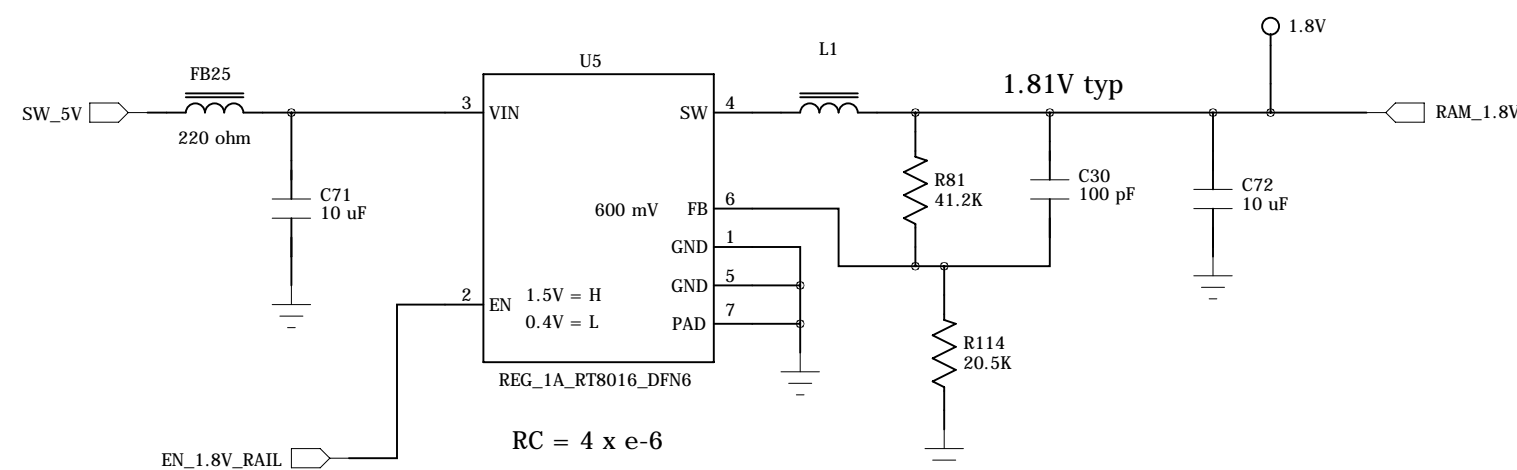 1.8V
L1
U5
FB25
1.81V typ
SW_5V
3
VIN
SW
4
RAM_1.8V
220 ohm
C71
10 uF
R81
41.2K
C30
100 pF
C72
10 uF
600 mV
FB
6
GND
1
GND
5
2
EN
1.5V = H
0.4V = L
PAD
7
R114
20.5K
REG_1A_RT8016_DFN6
RC = 4 x e-6
EN_1.8V_RAIL